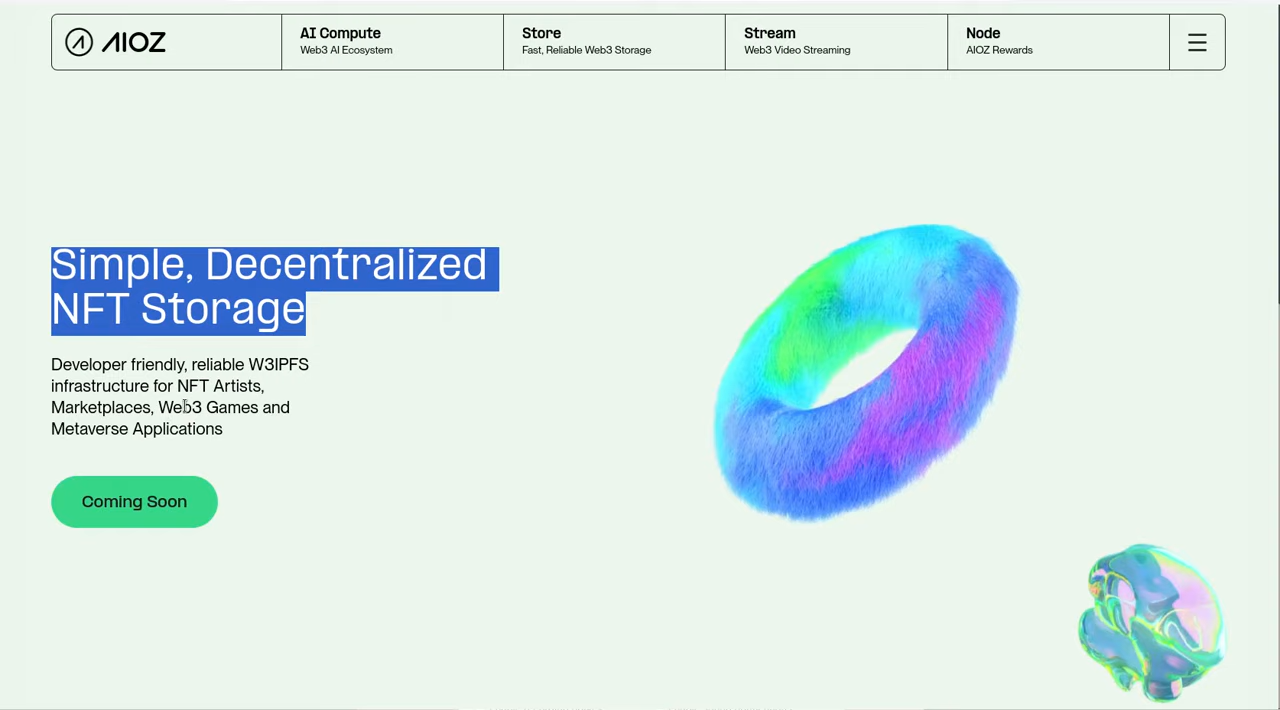 AIOZ
AI Compute
Web3 AI Ecosystem
Store
Fast, Reliable Web3 Storage
Stream
Web3 Video Streaming
Node
AIOZ Rewards
Simple, Decentralized
NFT Storage
Developer friendly, reliable W3IPFS
infrastructure for NFT Artists,
Marketplaces, Web3 Games and
Metaverse Applications
Coming Soon